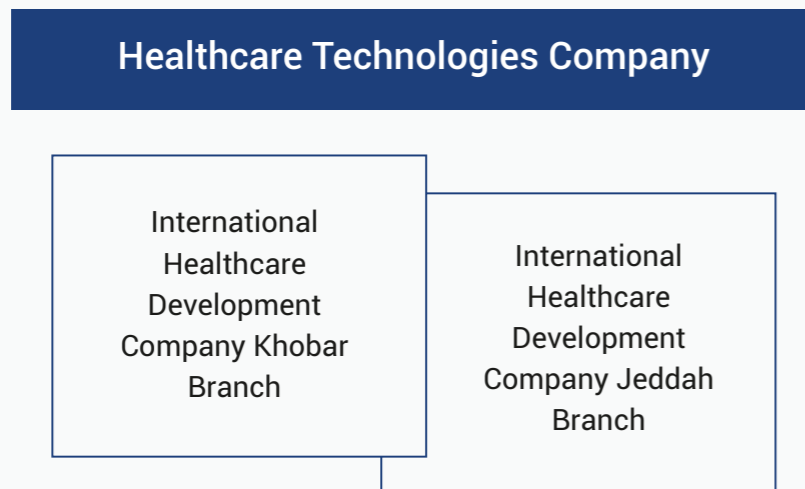 Healthcare Technologies Company
International
Healthcare
Development
Company Khobar
Branch
International
Healthcare
Development
Company Jeddah
Branch